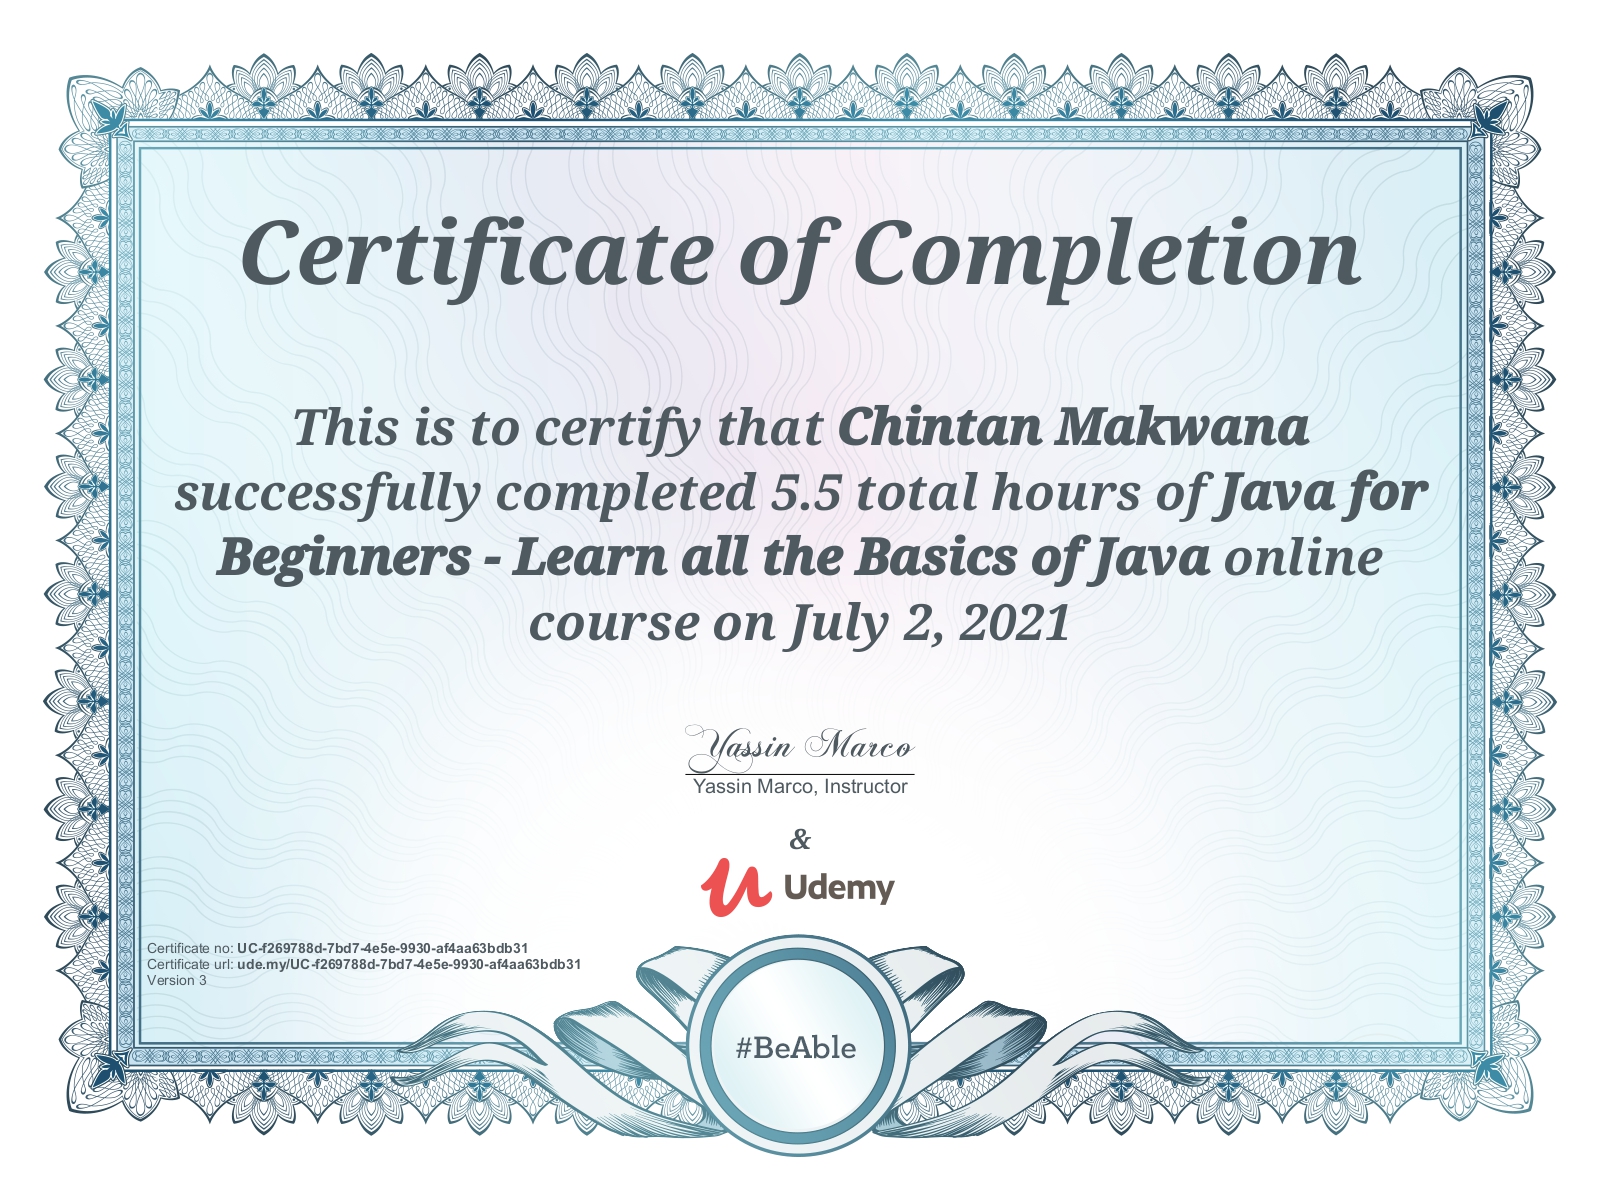 Certificate of Completion
This is to certify that Chintan Makwana
successfully completed 5.5 total hours of Java for
Beginners - Learn all the Basics of Java online
course on July 2, 2021
Yassin Marco
Yassin Marco, Instructor
&
Udemy
Certificate no: UC-f269788d-7bd7-4e5e-9930-af4aa63bdb31
Certificate url: ude.my/UC-f269788d-7bd7-4e5e-9930-af4aa63bdb31
Version 3
#BeAble